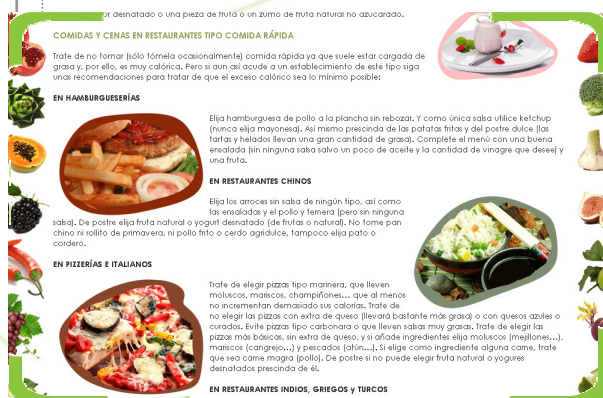 ur desnatado o una pieza de fruta o un zumo de fruta natural no azucarado.
COMIDAS Y CENAS EN RESTAURANTES TIPO COMIDA RÁPIDA
Trate de no tomar (sólo tómela ocasionalmente) comida rápida ya que suele estar cargada de
grasa y, por ello, es muy calórica. Pero si aun así acude a un establecimiento de este tipo siga
unas recomendaciones para tratar de que el exceso calórico sea lo mínimo posible:
EN HAMBURGUESERÍAS
Elija hamburguesa de pollo a la plancha sin rebozar. Y como única salsa utilice ketchup
(nunca elija mayonesa). Así mismo prescinda de las patatas fritas y del postre dulce (las
tartas y helados llevan una gran cantidad de grasa). Complete el menú con una buena
ensalada (sin ninguna salsa salvo un poco de aceite y la cantidad de vinagre que desee) y
una fruta.
EN RESTAURANTES CHINOS
Elija los arroces sin salsa de ningún tipo, así como
las ensaladas y el pollo y ternera (pero sin ninguna
salsa). De postre elija fruta natural o yogurt desnatado (de frutas o natural). No tome pan
chino ni rollito de primavera, ni pollo frito o cerdo agridulce, tampoco elija pato o
cordero.
EN PIZZERÍAS E ITALIANOS
Trate de elegir pizzas tipo marinera, que lleven
moluscos, mariscos, champiñones... que al menos
no incrementan demasiado sus calorías. Trate de
no elegir las pizzas con extra de queso (llevará bastante más grasa) o con quesos azules o
curados. Evite pizzas tipo carbonara o que lleven salsas muy grasas. Trate de elegir las
pizzas más básicas, sin extra de queso, y si añade ingredientes elija moluscos (mejillones...),
mariscos (cangrejo...) y pescados (atún...). Si elige como ingrediente alguna carne, trate
que sea carne magra (pollo). De postre si no puede elegir fruta natural o yogures
desnatados prescinda de él.
EN RESTAURANTES INDIOS, GRIEGOS y TURCOS